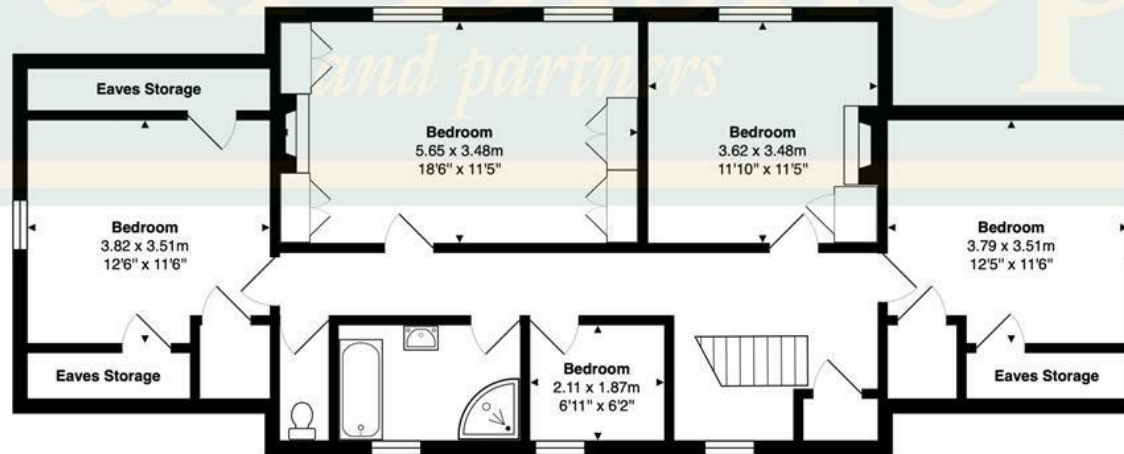 and partners
Eaves Storage
Bedroom
5.65 x 3.48m
18'6" x 11'5"
Bedroom
3.62 x 3.48m
11'10" x 11'5"
Bedroom
3.82 x 3.51m
12'6" x 11'6"
Bedroom
3.79 x 3.51m
12'5" x 11'6"
Eaves Storage
Bedroom
2.11 x 1.87m
6'11" x 6'2"
Eaves Storage